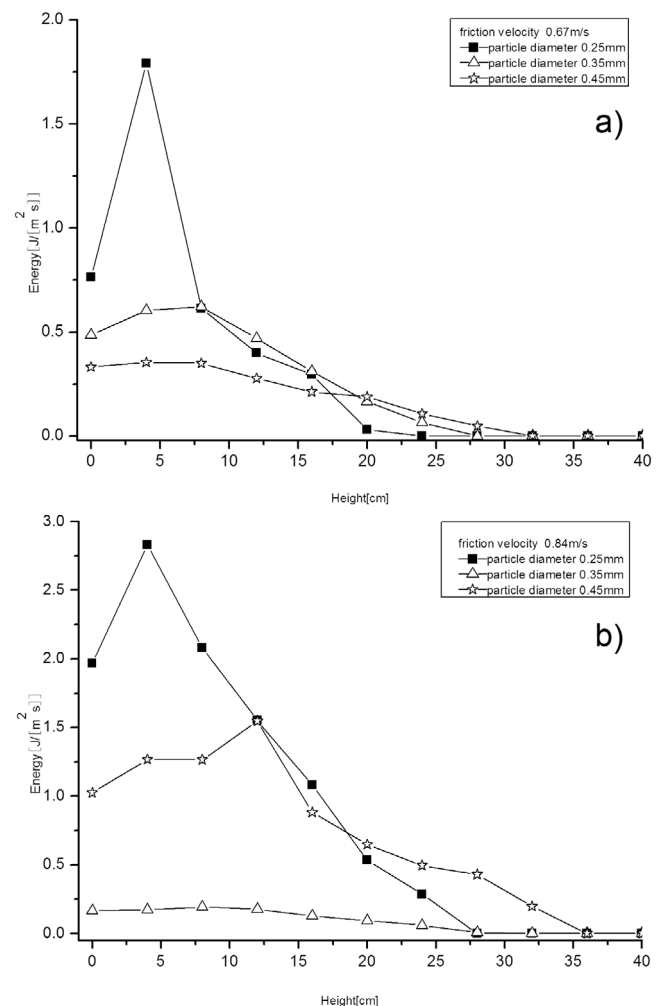 2.0
1.5
1.0
0.5
0.0
Energy[J/[m²s]]
friction velocity 0.67m/s
particle diameter 0.25mm
particle diameter 0.35mm
particle diameter 0.45mm
a)
0 5 10 15 20 25 30 35 40
Height[cm]
3.0
2.5
2.0
1.5
1.0
0.5
0.0
Energy[J/[m²s]]
friction velocity 0.84m/s
particle diameter 0.25mm
particle diameter 0.35mm
particle diameter 0.45mm
b)
0 5 10 15 20 25 30 35 40
Height[cm]